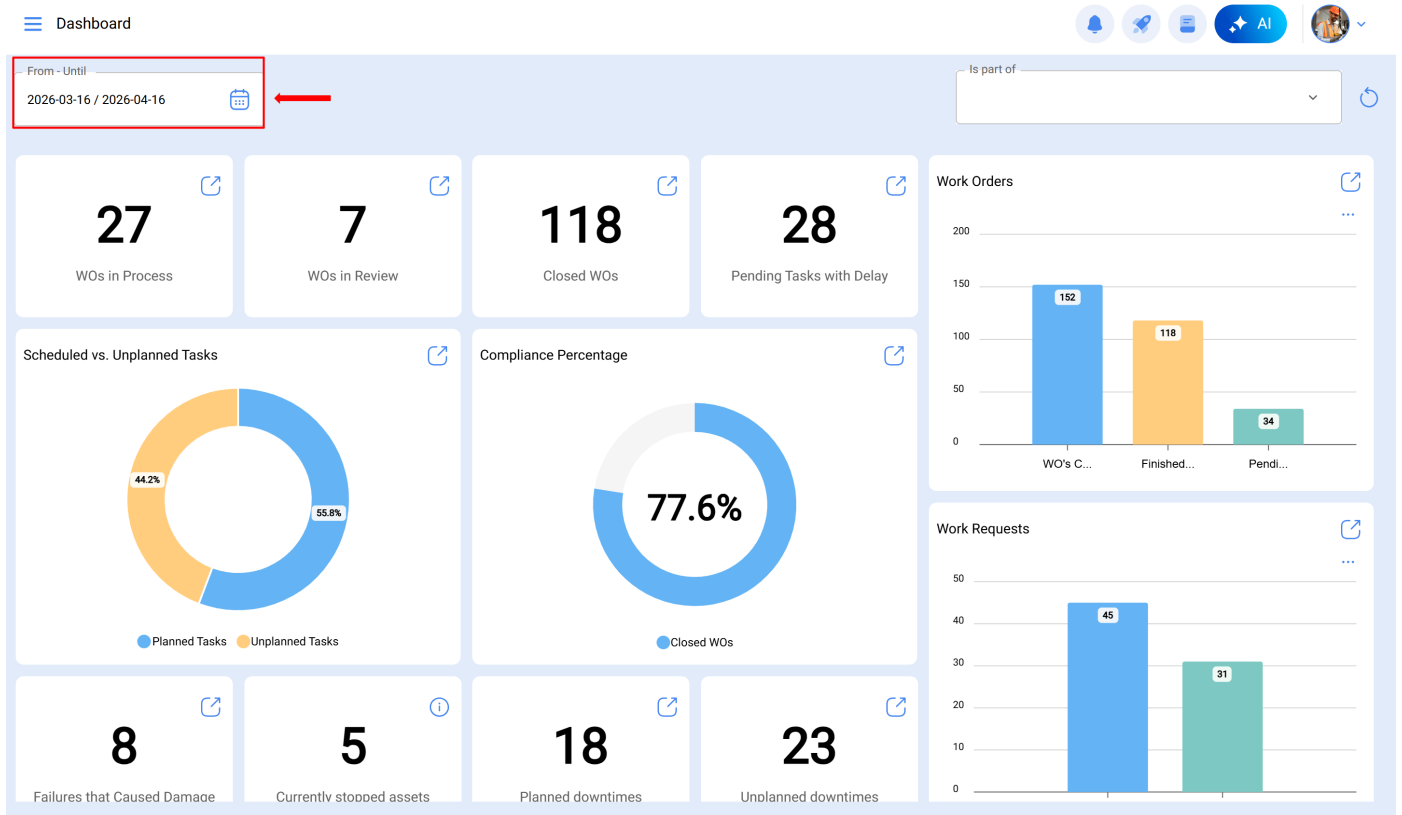 Dashboard
AI
From - Until
2026-03-16 / 2026-04-16
Is part of
27
WOs in Process
7
WOs in Review
118
Closed WOs
28
Pending Tasks with Delay
Work Orders
200
150
100
50
0
152
118
34
WO's C...
Finished...
Pendi...
Scheduled vs. Unplanned Tasks
44.2%
55.8%
Planned Tasks
Unplanned Tasks
Compliance Percentage
77.6%
Closed WOs
Work Requests
50
40
30
20
10
0
45
31
8
Failures that Caused Damage
5
Currently stopped assets
18
Planned downtimes
23
Unplanned downtimes